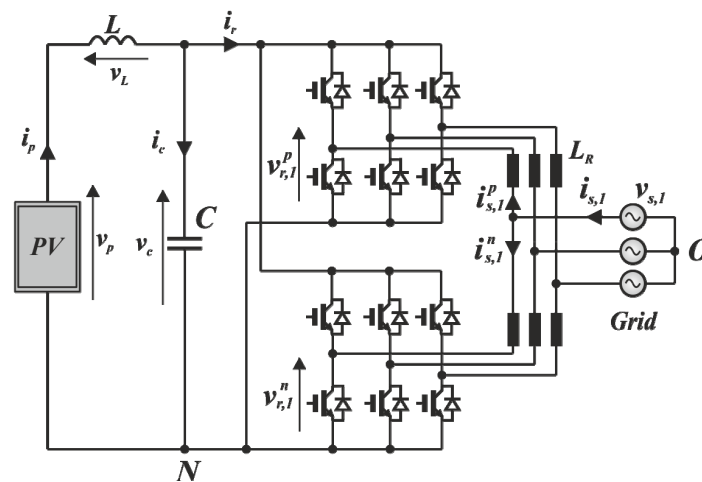 L
i_r
v_L
i_p
i_c
v^p_{r,1}
L_R
i^p_{s,1}
i_{s,1}
v_{s,1}
PV
v_p
v_c
C
i^n_{s,1}
O
Grid
v^n_{r,1}
N